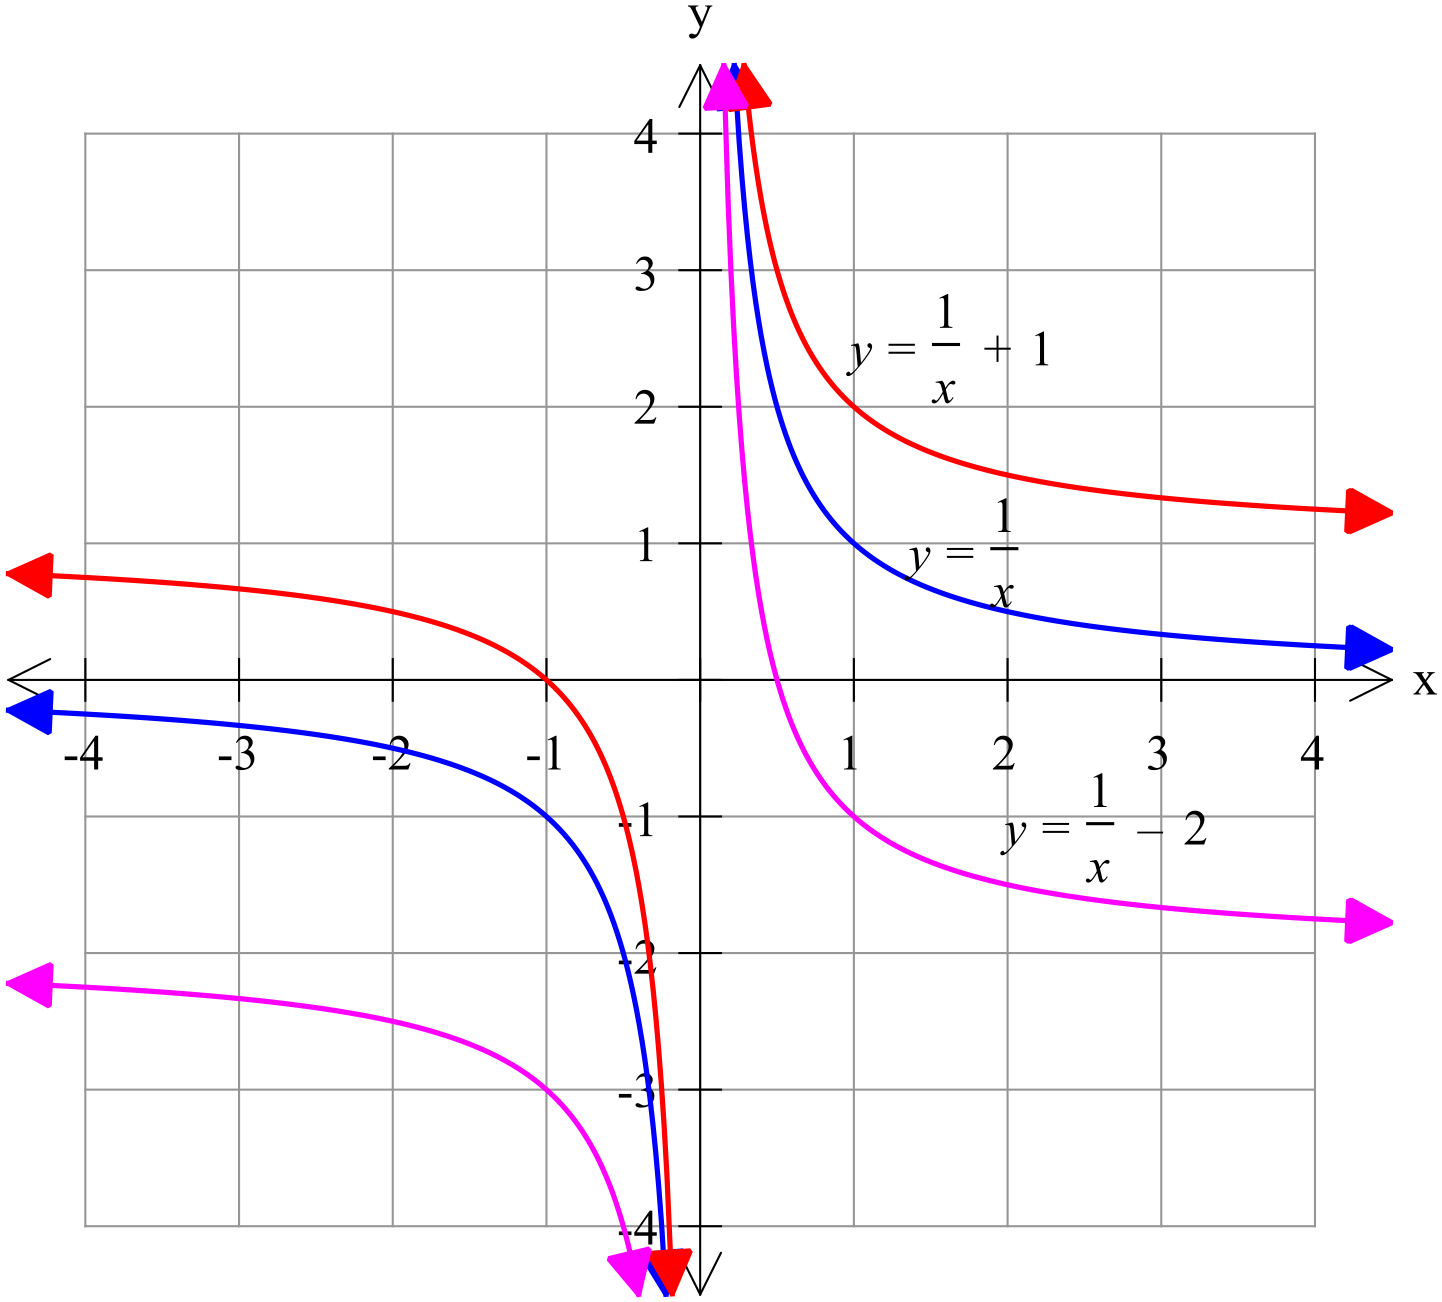 y
4
3
y = 1/x + 1
2
y = 1/x
1
x
-4 -3 -2 -1 1 2 3 4
y = 1/x − 2
-1
-2
-3
-4